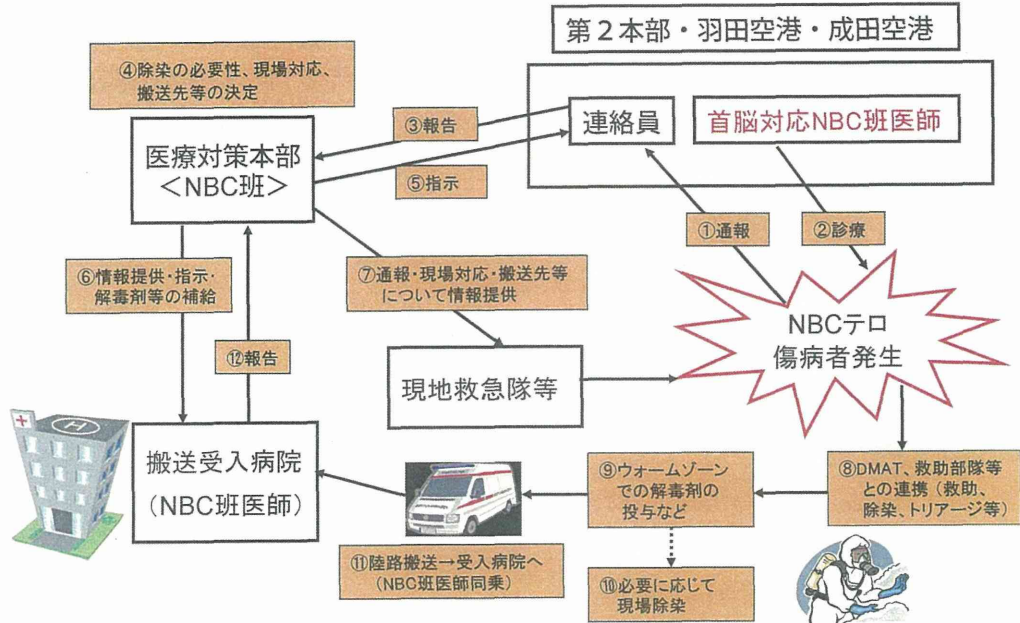 第2本部・羽田空港・成田空港
④除染の必要性、現場対応、
搬送先等の決定
③報告
連絡員
首脳対応NBC班医師
医療対策本部
<NBC班>
⑤指示
①通報
②診療
⑥情報提供・指示・
解毒剤等の補給
⑦通報・現場対応・搬送先等
について情報提供
NBCテロ
傷病者発生
⑫報告
現地救急隊等
H
搬送受入病院
(NBC班医師)
⑨ウォームゾーン
での解毒剤の
投与など
⑧DMAT、救助部隊等
との連携(救助、
除染、トリアージ等)
⑪陸路搬送→受入病院へ
(NBC班医師同乗)
⑩必要に応じて
現場除染